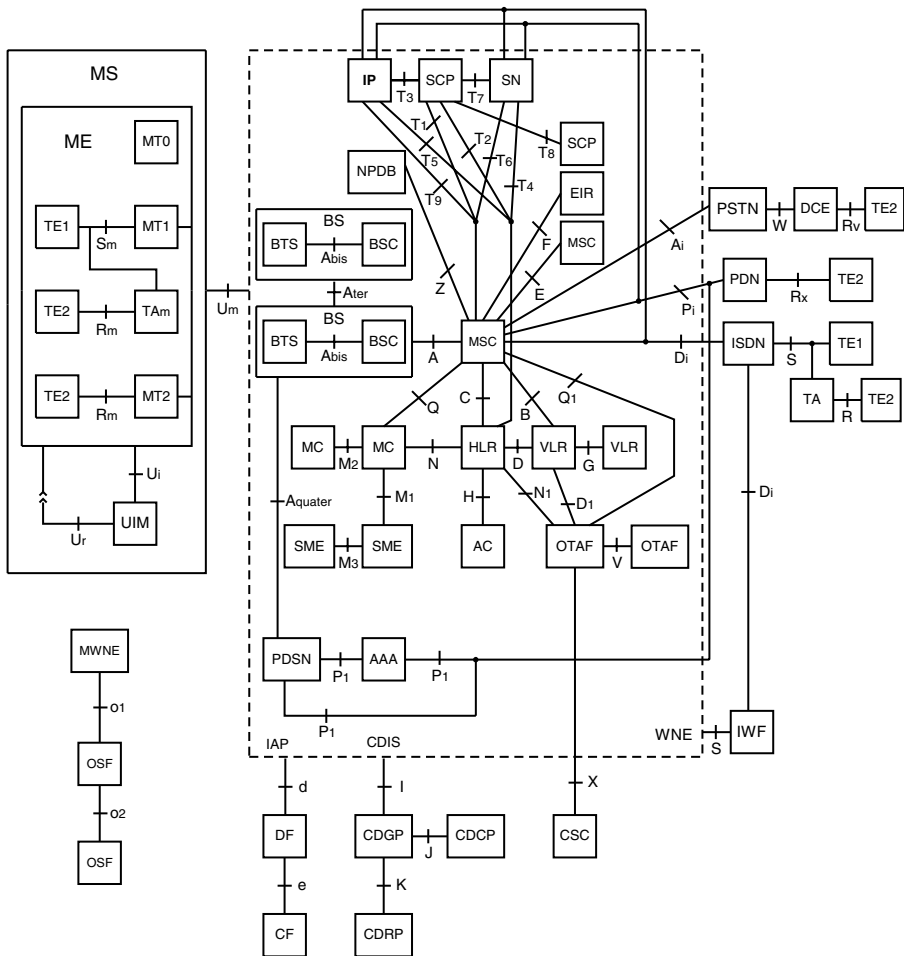 MS
ME
MT0
TE1
Sm
MT1
TE2
Rm
TAm
TE2
Rm
MT2
Ui
Ur
UIM
Um
IP
T3
SCP
T7
SN
T1
T2
T5
T6
T8
SCP
T9
T4
NPDB
EIR
F
MSC
E
Z
BS
BTS
Abis
BSC
Ater
BS
BTS
Abis
BSC
A
MSC
Ai
Pi
Di
PSTN
W
DCE
Rv
TE2
PDN
Rx
TE2
ISDN
S
TE1
TA
R
TE2
Q
C
B
Q1
MC
M2
MC
N
HLR
D
VLR
G
VLR
Aquater
M1
H
N1
D1
SME
M3
SME
AC
OTAF
V
OTAF
Di
PDSN
P1
AAA
P1
P1
WNE
S
IWF
IAP
CDIS
d
I
X
DF
CDGP
J
CDCP
CSC
e
K
CF
CDRP
MWNE
o1
OSF
o2
OSF